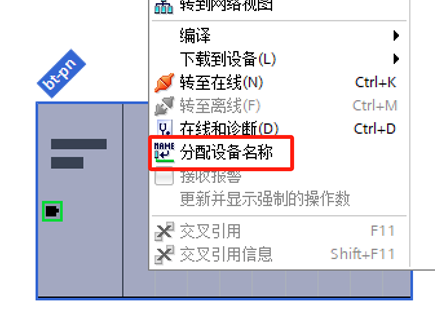 转到网络视图
编译
下载到设备(L)
转至在线(N) Ctrl+K
转至离线(F) Ctrl+M
在线和诊断(D) Ctrl+D
NAME 分配设备名称
接收报警
更新并显示强制的操作数
交叉引用 F11
交叉引用信息 Shift+F11
bt-pn